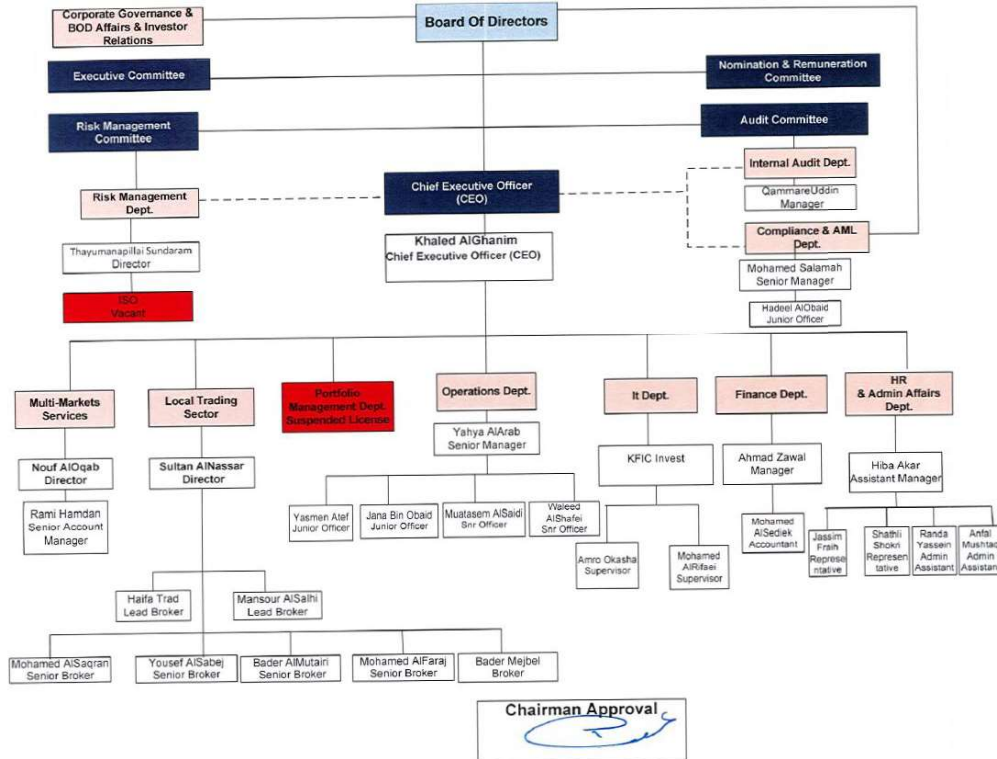 Corporate Governance &
BOD Affairs & Investor
Relations
Board Of Directors
Executive Committee
Nomination & Remuneration
Committee
Risk Management
Committee
Audit Committee
Internal Audit Dept.
QammareUddin
Manager
Risk Management
Dept.
Chief Executive Officer
(CEO)
Compliance & AML
Dept.
Khaled AlGhanim
Chief Executive Officer (CEO)
Thayumanapillai Sundaram
Director
Mohamed Salamah
Senior Manager
ISO
Vacant
Hadeel AlObaid
Junior Officer
Multi-Markets
Services
Local Trading
Sector
Portfolio
Management Dept.
Suspended License
Operations Dept.
It Dept.
Finance Dept.
HR
& Admin Affairs
Dept.
Nouf AlOqab
Director
Sultan AlNassar
Director
Yahya AlArab
Senior Manager
KFIC Invest
Ahmad Zawal
Manager
Hiba Akar
Assistant Manager
Rami Hamdan
Senior Account
Manager
Yasmen Atef
Junior Officer
Jana Bin Obaid
Junior Officer
Muatasem AlSaidi
Snr Officer
Waleed
AlShafei
Snr Officer
Amro Okasha
Supervisor
Mohamed
AlRifaei
Supervisor
Mohamed
AlSediek
Accountant
Jassim
Fraih
Represe
ntative
Shathli
Shokri
Represen
tative
Randa
Yassein
Admin
Assistant
Anfal
Mushtad
Admin
Assistant
Haifa Trad
Lead Broker
Mansour AlSalhi
Lead Broker
Mohamed AlSaqran
Senior Broker
Yousef AlSabej
Senior Broker
Bader AlMutairi
Senior Broker
Mohamed AlFaraj
Senior Broker
Bader Mejbel
Broker
Chairman Approval